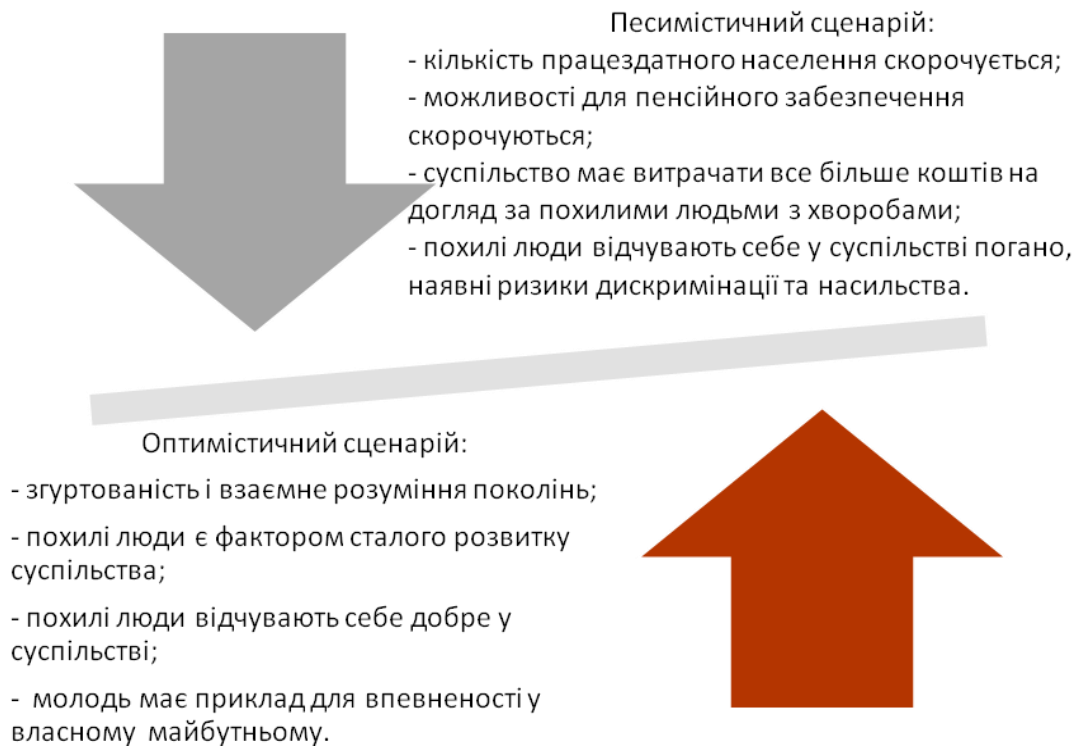 Песимістичний сценарій:
- кількість працездатного населення скорочується;
- можливості для пенсійного забезпечення
скорочуються;
- суспільство має витрачати все більше коштів на
догляд за похилими людьми з хворобами;
- похилі люди відчувають себе у суспільстві погано,
наявні ризики дискримінації та насильства.
Оптимістичний сценарій:
- згуртованість і взаємне розуміння поколінь;
- похилі люди є фактором сталого розвитку
суспільства;
- похилі люди відчувають себе добре у
суспільстві;
- молодь має приклад для впевненості у
власному майбутньому.